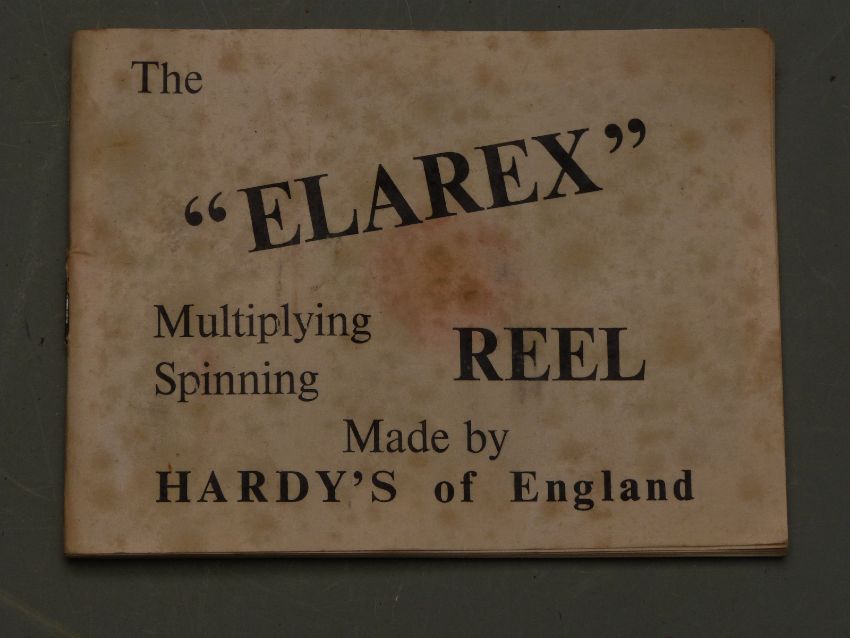 The
“ELAREX”
Multiplying
Spinning
REEL
Made by
HARDY’S of England